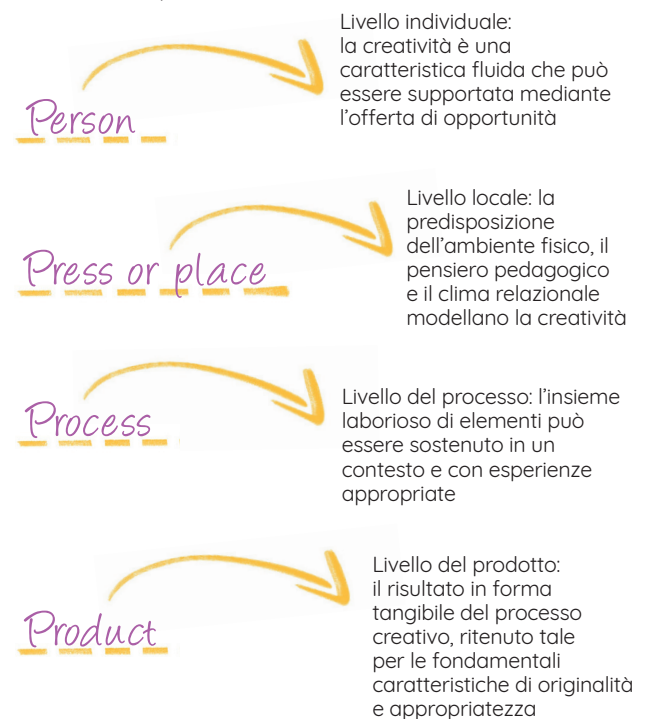 Person
Livello individuale:
la creatività è una
caratteristica fluida che può
essere supportata mediante
l’offerta di opportunità
Press or place
Livello locale: la
predisposizione
dell’ambiente fisico, il
pensiero pedagogico
e il clima relazionale
modellano la creatività
Process
Livello del processo: l’insieme
laborioso di elementi può
essere sostenuto in un
contesto e con esperienze
appropriate
Product
Livello del prodotto:
il risultato in forma
tangibile del processo
creativo, ritenuto tale
per le fondamentali
caratteristiche di originalità
e appropriatezza